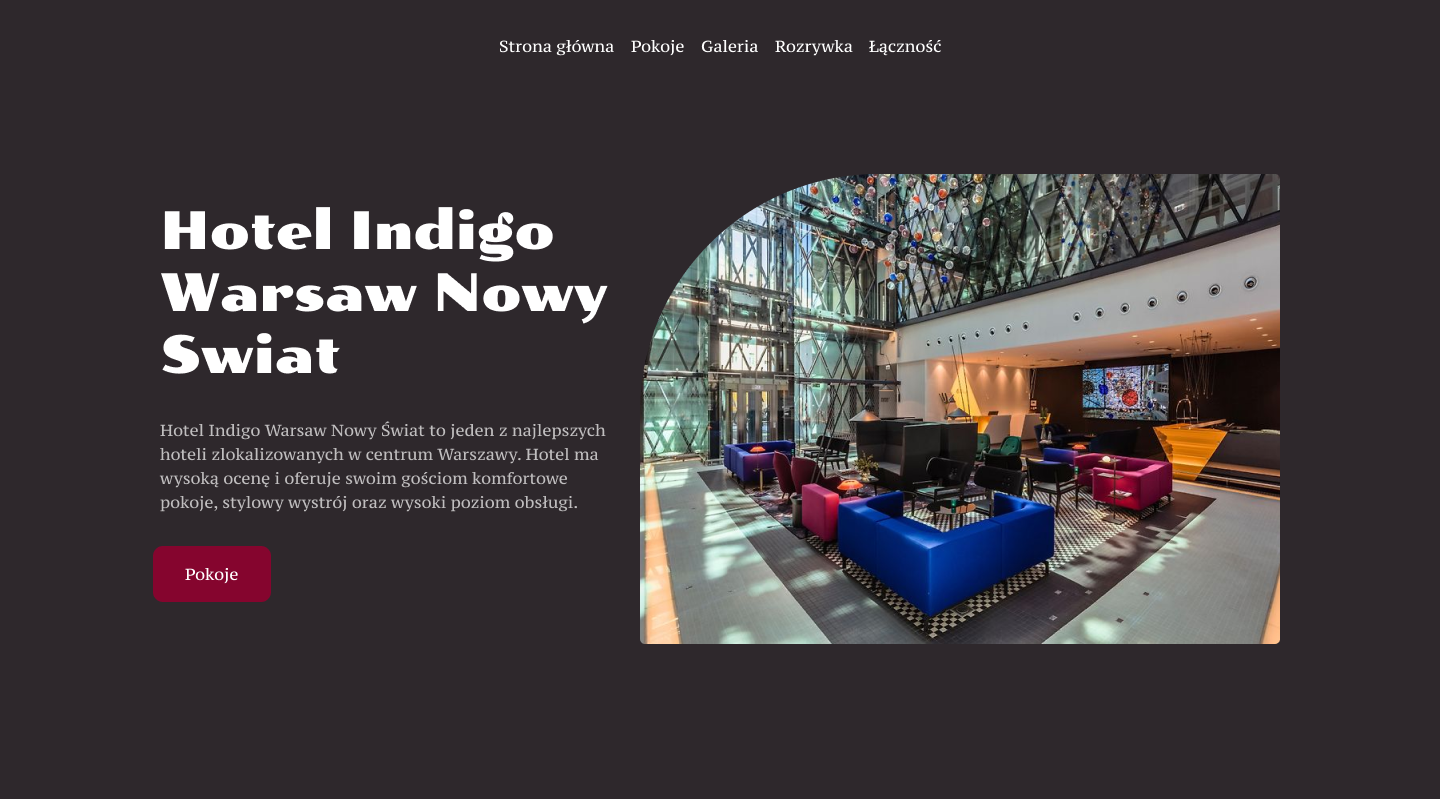 Strona główna Pokoje Galeria Rozrywka Łączność
Hotel Indigo
Warsaw Nowy
Swiat
Hotel Indigo Warsaw Nowy Świat to jeden z najlepszych
hoteli zlokalizowanych w centrum Warszawy. Hotel ma
wysoką ocenę i oferuje swoim gościom komfortowe
pokoje, stylowy wystrój oraz wysoki poziom obsługi.
Pokoje